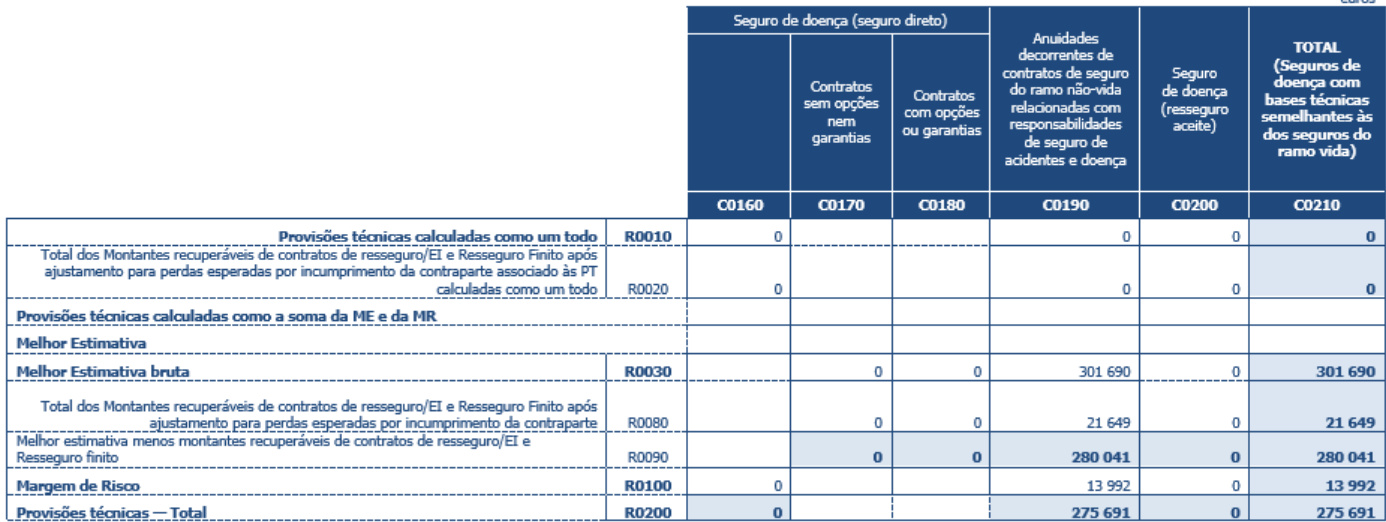 euros
Seguro de doença (seguro direto)
Contratos
sem opções
nem
garantias
Contratos
com opções
ou garantias
Anuidades
decorrentes de
contratos de seguro
do ramo não-vida
relacionadas com
responsabilidades
de seguro de
acidentes e doença
Seguro
de doença
(resseguro
aceite)
TOTAL
(Seguros de
doença com
bases técnicas
semelhantes às
dos seguros do
ramo vida)
C0160 C0170 C0180 C0190 C0200 C0210
Provisões técnicas calculadas como um todo R0010 0 0 0 0
Total dos Montantes recuperáveis de contratos de resseguro/EI e Resseguro Finito após
ajustamento para perdas esperadas por incumprimento da contraparte associado às PT
calculadas como um todo R0020 0 0 0 0
Provisões técnicas calculadas como a soma da ME e da MR
Melhor Estimativa
Melhor Estimativa bruta R0030 0 0 301 690 0 301 690
Total dos Montantes recuperáveis de contratos de resseguro/EI e Resseguro Finito após
ajustamento para perdas esperadas por incumprimento da contraparte R0080 0 0 21 649 0 21 649
Melhor estimativa menos montantes recuperáveis de contratos de resseguro/EI e
Resseguro finito R0090 0 0 280 041 0 280 041
Margem de Risco R0100 0 13 992 0 13 992
Provisões técnicas — Total R0200 0 275 691 0 275 691